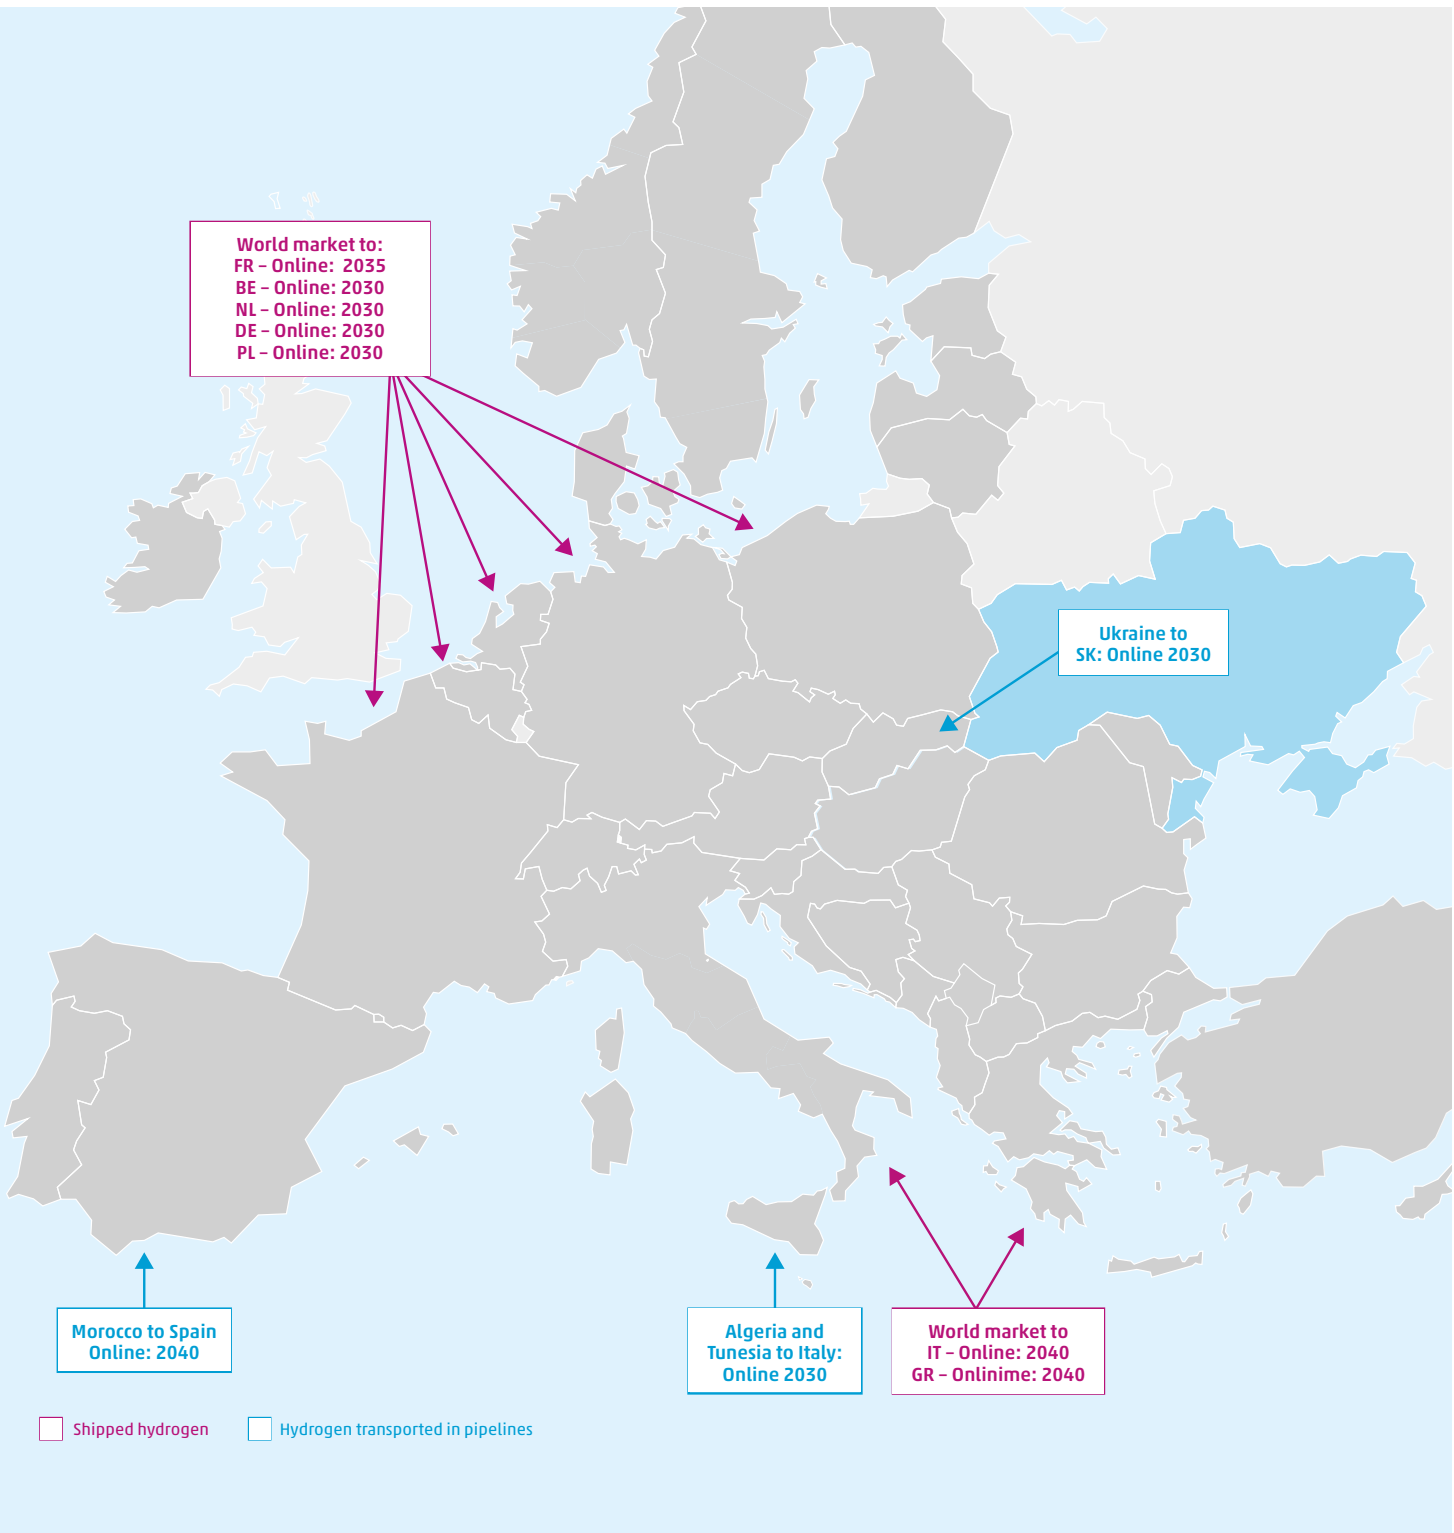 World market to:
FR – Online:  2035
BE – Online: 2030
NL – Online: 2030
DE – Online: 2030
PL – Online: 2030
Ukraine to
SK: Online 2030
Morocco to Spain
Online: 2040
Algeria and
Tunesia to Italy:
Online 2030
World market to
IT – Online: 2040
GR – Onlinime: 2040
Shipped hydrogen
Hydrogen transported in pipelines